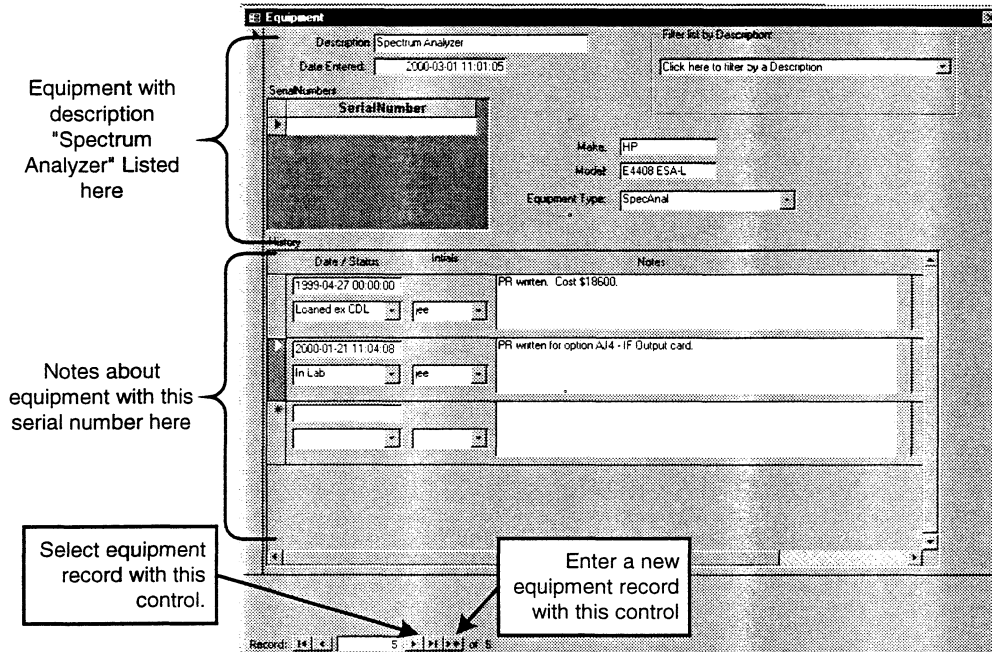 Equipment
Description Spectrum Analyzer
Filter list by Description:
Date Entered: 2000-03-01 11:01:05
Click here to filter by a Description
SerialNumbers
SerialNumber
Make: HP
Model: E4408 ESA-L
Equipment Type: SpecAnal
Equipment with
description
"Spectrum
Analyzer" Listed
here
History
Date / Status Initials Notes
1999-04-27 00:00:00 PR written. Cost $18600.
Loaned ex CDL jee
2000-01-21 11:04:08 PR written for option AJ4 - IF Output card.
In Lab jee
Notes about
equipment with this
serial number here
Select equipment
record with this
control.
Enter a new
equipment record
with this control
Record: 5 of 5